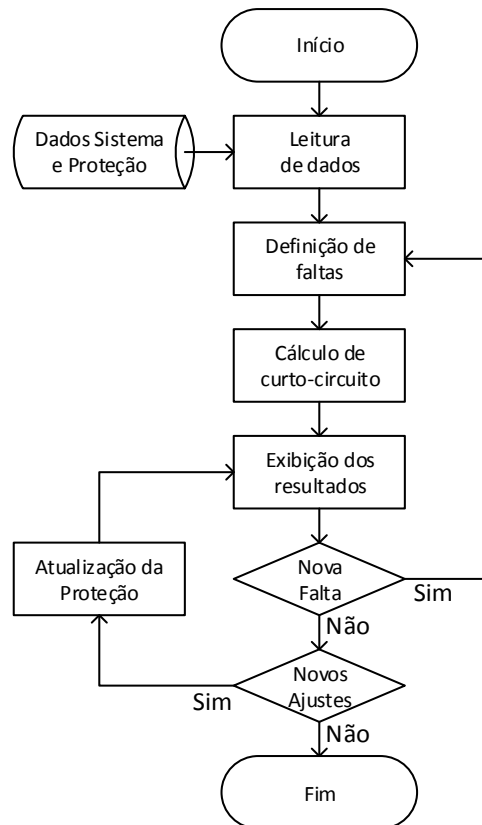 Início
Dados Sistema
e Proteção
Leitura
de dados
Definição de
faltas
Cálculo de
curto-circuito
Exibição dos
resultados
Atualização da
Proteção
Nova
Falta
Sim
Não
Novos
Ajustes
Sim
Não
Fim